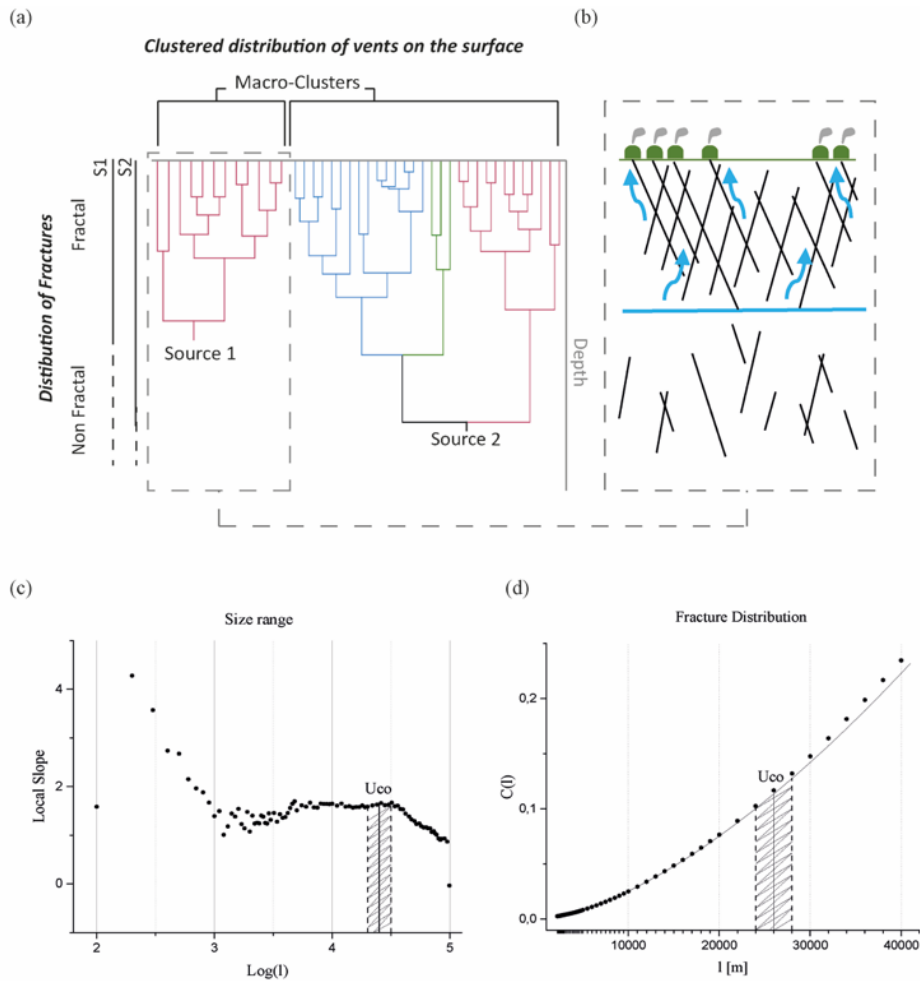 (a)
(b)
Clustered distribution of vents on the surface
Macro-Clusters
S1
S2
Distibution of Fractures
Fractal
Non Fractal
Source 1
Source 2
Depth
(c)
(d)
Size range
Local Slope
4
2
0
Uco
2
3
4
5
Log(l)
Fracture Distribution
C(l)
0,2
0,1
0,0
Uco
10000
20000
30000
40000
l [m]